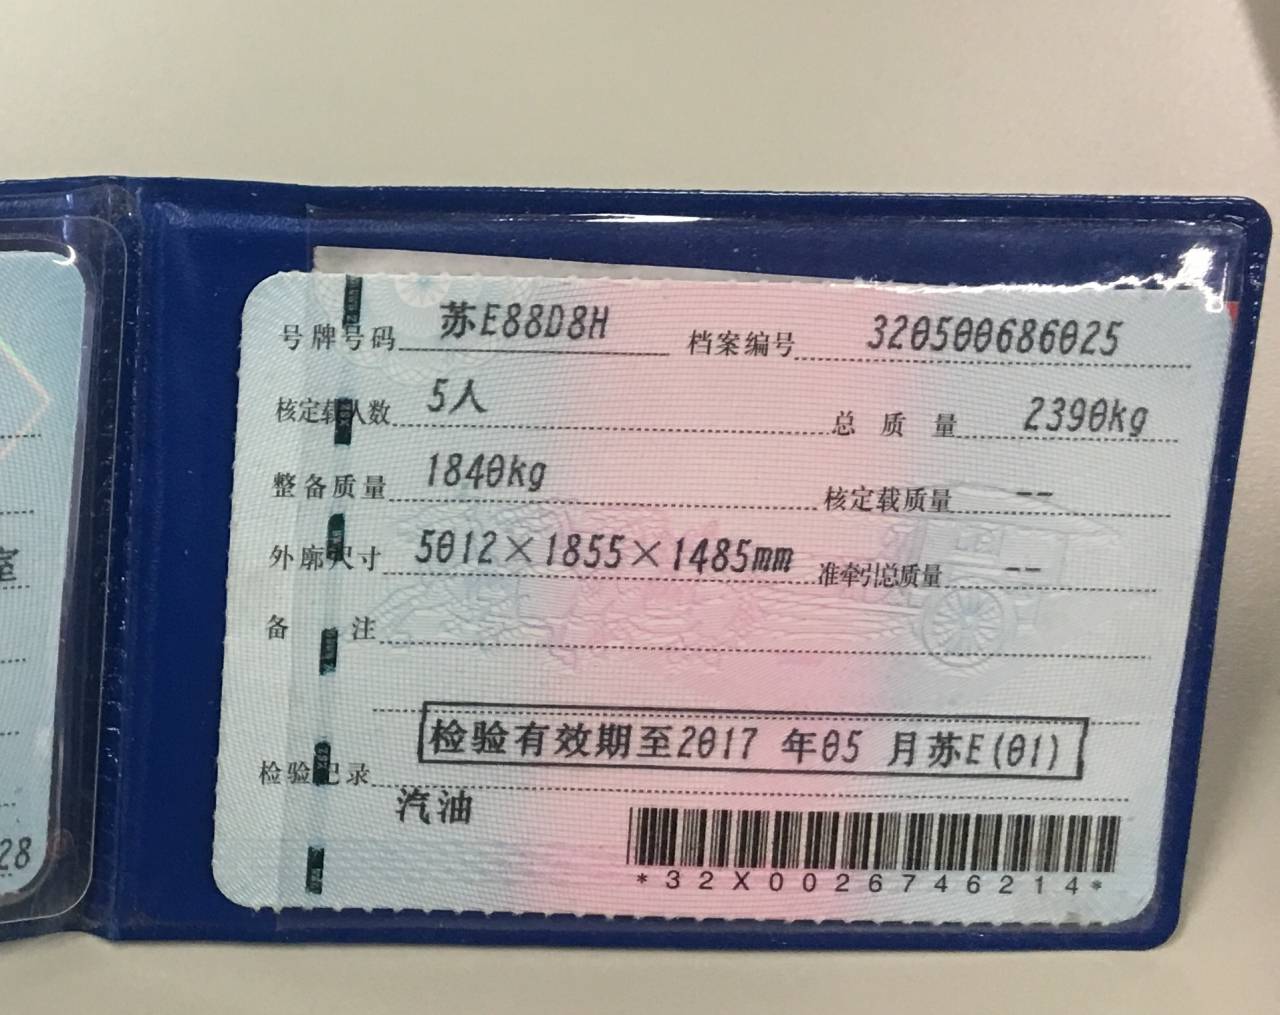 号牌号码 苏E88D8H 档案编号 320500686025
核定载人数 5人 总质量 2390kg
整备质量 1840kg 核定载质量 --
外廓尺寸 5012×1855×1485mm 准牵引总质量 --
备注
检验有效期至2017 年05 月苏E(01)
检验记录
汽油
*32X0026746214*
室
28